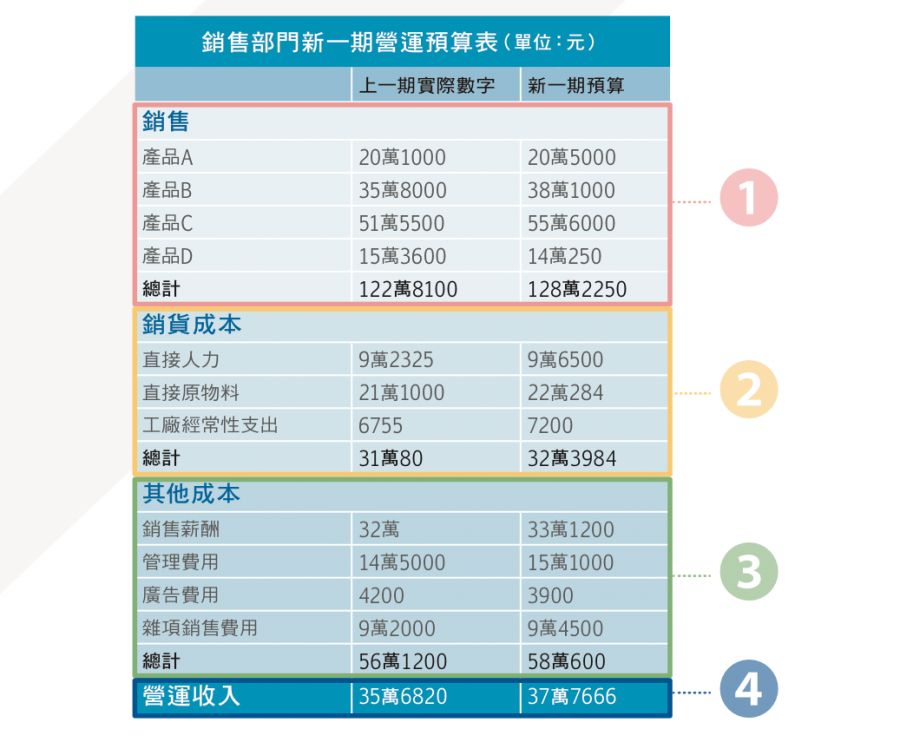 銷售部門新一期營運預算表(單位:元)
上一期實際數字 新一期預算
銷售
產品A 20萬1000 20萬5000
產品B 35萬8000 38萬1000
產品C 51萬5500 55萬6000
產品D 15萬3600 14萬250
總計 122萬8100 128萬2250
1
銷貨成本
直接人力 9萬2325 9萬6500
直接原物料 21萬1000 22萬284
工廠經常性支出 6755 7200
總計 31萬80 32萬3984
2
其他成本
銷售薪酬 32萬 33萬1200
管理費用 14萬5000 15萬1000
廣告費用 4200 3900
雜項銷售費用 9萬2000 9萬4500
總計 56萬1200 58萬600
3
營運收入 35萬6820 37萬7666
4